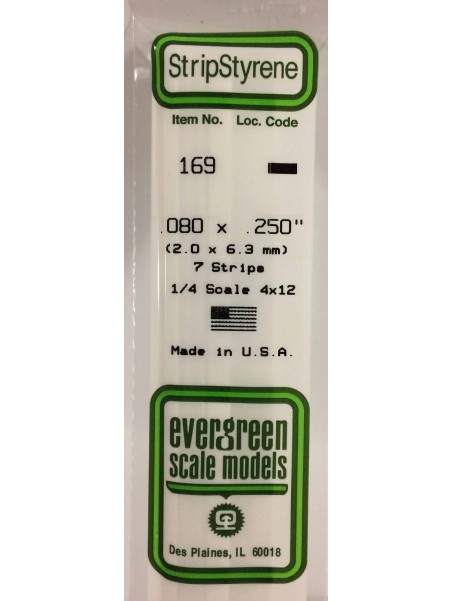 StripStyrene
Item No. Loc. Code
169
.080 x .250"
(2.0 x 6.3 mm)
7 Strips
1/4 Scale 4x12
Made in U.S.A.
evergreen
scale models
Des Plaines, IL 60018